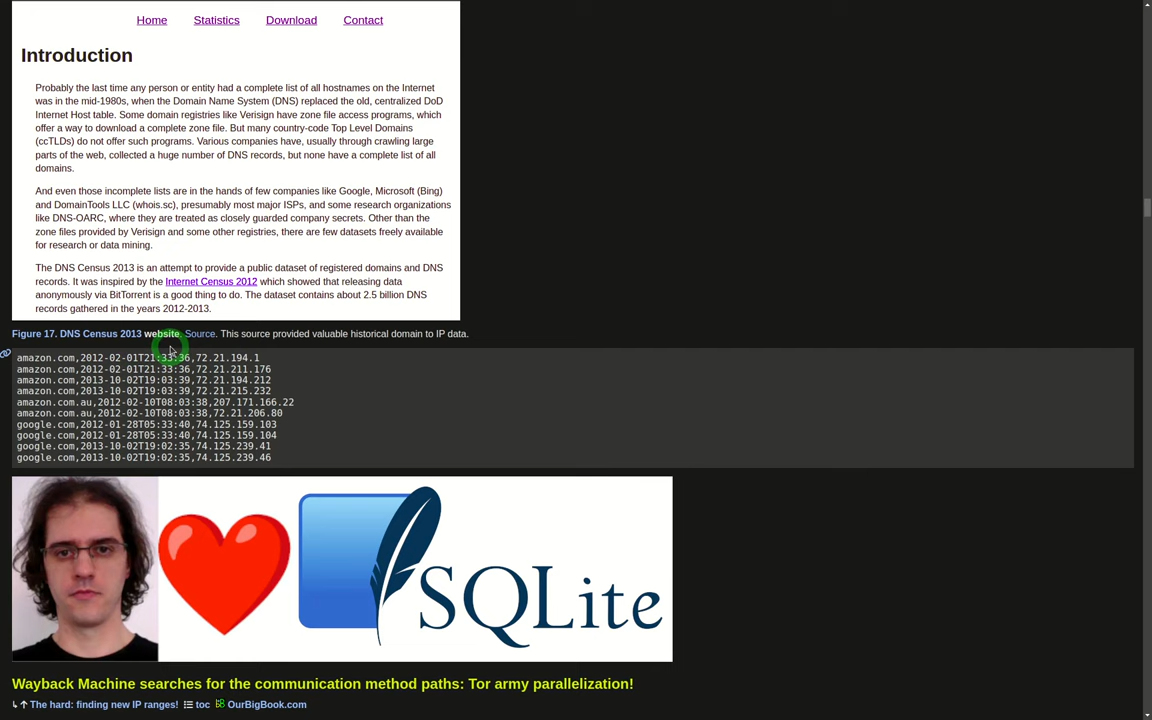 Home Statistics Download Contact
Introduction
Probably the last time any person or entity had a complete list of all hostnames on the Internet
was in the mid-1980s, when the Domain Name System (DNS) replaced the old, centralized DoD
Internet Host table. Some domain registries like Verisign have zone file access programs, which
offer a way to download a complete zone file. But many country-code Top Level Domains
(ccTLDs) do not offer such programs. Various companies have, usually through crawling large
parts of the web, collected a huge number of DNS records, but none have a complete list of all
domains.
And even those incomplete lists are in the hands of few companies like Google, Microsoft (Bing)
and DomainTools LLC (whois.sc), presumably most major ISPs, and some research organizations
like DNS-OARC, where they are treated as closely guarded company secrets. Other than the
zone files provided by Verisign and some other registries, there are few datasets freely available
for research or data mining.
The DNS Census 2013 is an attempt to provide a public dataset of registered domains and DNS
records. It was inspired by the Internet Census 2012 which showed that releasing data
anonymously via BitTorrent is a good thing to do. The dataset contains about 2.5 billion DNS
records gathered in the years 2012-2013.
Figure 17. DNS Census 2013 website. Source. This source provided valuable historical domain to IP data.
amazon.com,2012-02-01T21:33:36,72.21.194.1
amazon.com,2012-02-01T21:33:36,72.21.211.176
amazon.com,2013-10-02T19:03:39,72.21.194.212
amazon.com,2013-10-02T19:03:39,72.21.215.232
amazon.com.au,2012-02-10T08:03:38,207.171.166.22
amazon.com.au,2012-02-10T08:03:38,72.21.206.80
google.com,2012-01-28T05:33:40,74.125.159.103
google.com,2012-01-28T05:33:40,74.125.159.104
google.com,2013-10-02T19:02:35,74.125.239.41
google.com,2013-10-02T19:02:35,74.125.239.46
SQLite
Wayback Machine searches for the communication method paths: Tor army parallelization!
↳ ↑ The hard: finding new IP ranges! toc OurBigBook.com